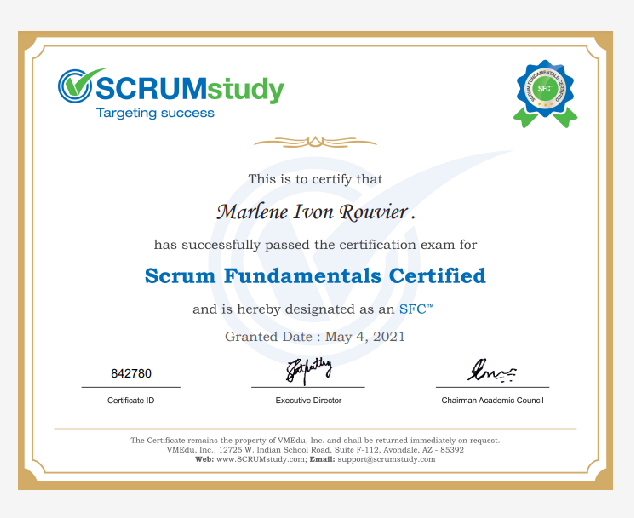 SCRUMstudy
Targeting success
SCRUM FUNDAMENTALS CERTIFIED
SFC
This is to certify that
Marlene Ivon Rouvier .
has successfully passed the certification exam for
Scrum Fundamentals Certified
and is hereby designated as an SFC™
Granted Date : May 4, 2021
842780
Certificate ID
Executive Director
Chairman Academic Council
The Certificate remains the property of VMEdu, Inc. and shall be returned immediately on request.
VMEdu, Inc. 12725 W. Indian School Road, Suite F-112, Avondale, AZ - 85392
Web: www.SCRUMstudy.com; Email: support@scrumstudy.com